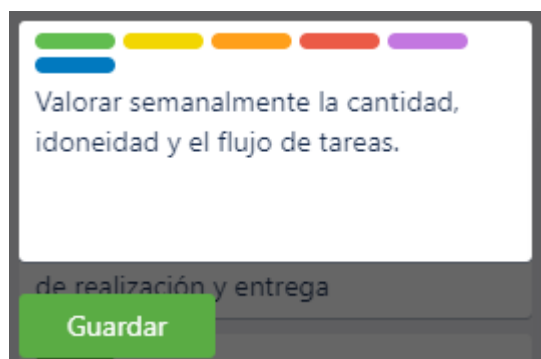 Valorar semanalmente la cantidad,
idoneidad y el flujo de tareas.
de realización y entrega
Guardar